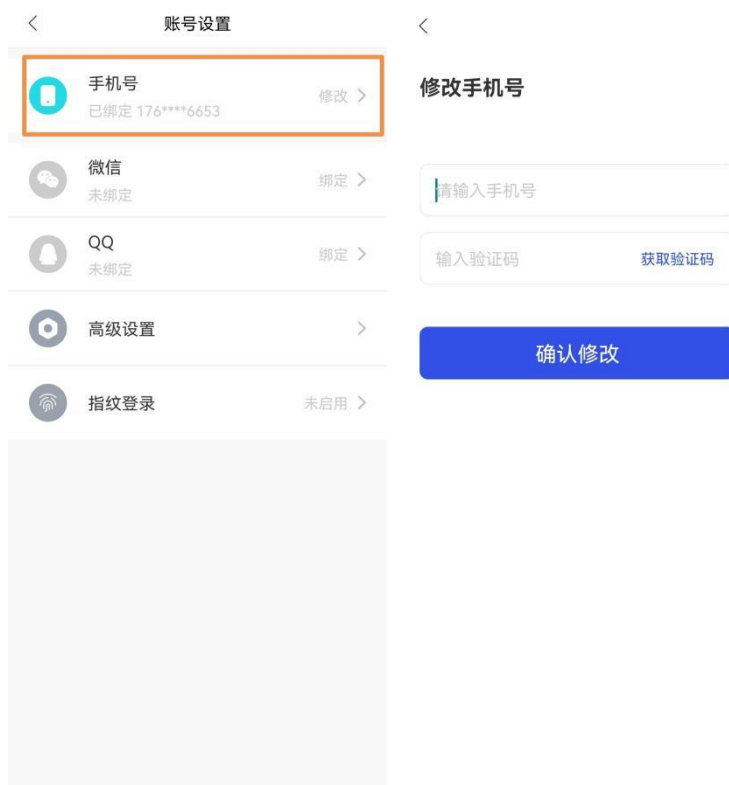 账号设置
手机号
已绑定 176****6653
修改
微信
未绑定
绑定
QQ
未绑定
绑定
高级设置
指纹登录
未启用
修改手机号
请输入手机号
输入验证码
获取验证码
确认修改